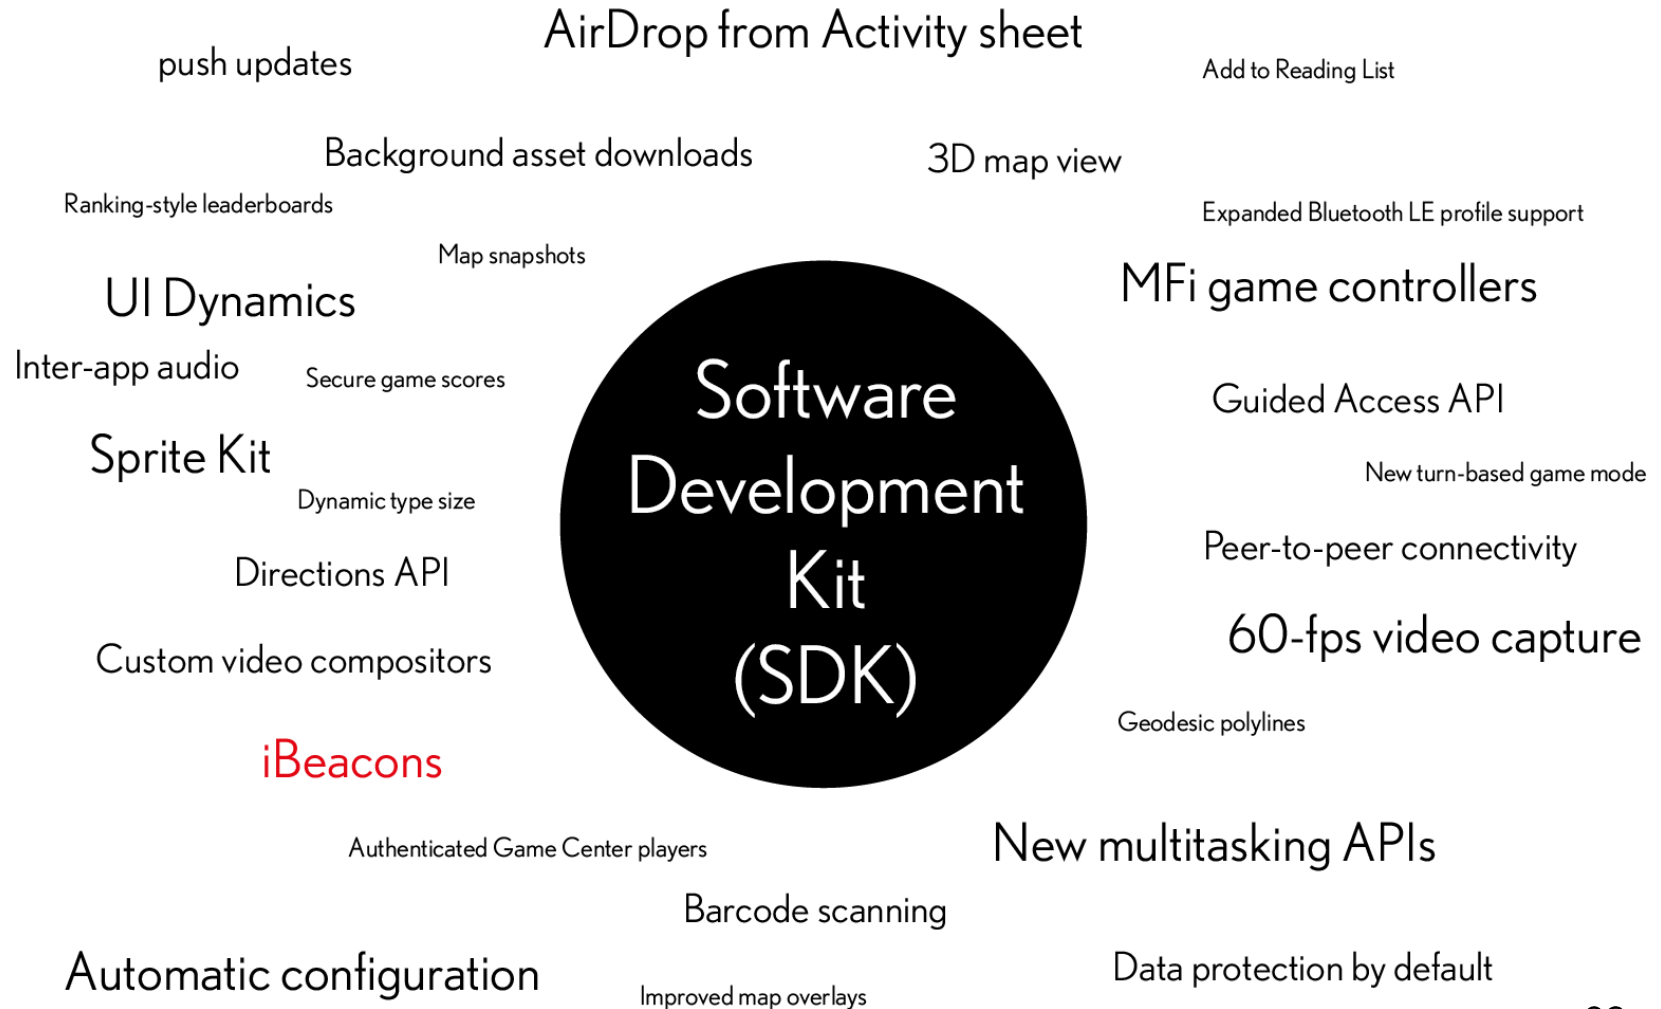 AirDrop from Activity sheet
push updates
Add to Reading List
Background asset downloads
3D map view
Ranking-style leaderboards
Expanded Bluetooth LE profile support
Map snapshots
UI Dynamics
MFi game controllers
Inter-app audio
Secure game scores
Guided Access API
Software
Development
Kit
(SDK)
Sprite Kit
New turn-based game mode
Dynamic type size
Peer-to-peer connectivity
Directions API
60-fps video capture
Custom video compositors
Geodesic polylines
iBeacons
Authenticated Game Center players
New multitasking APIs
Barcode scanning
Automatic configuration
Data protection by default
Improved map overlays